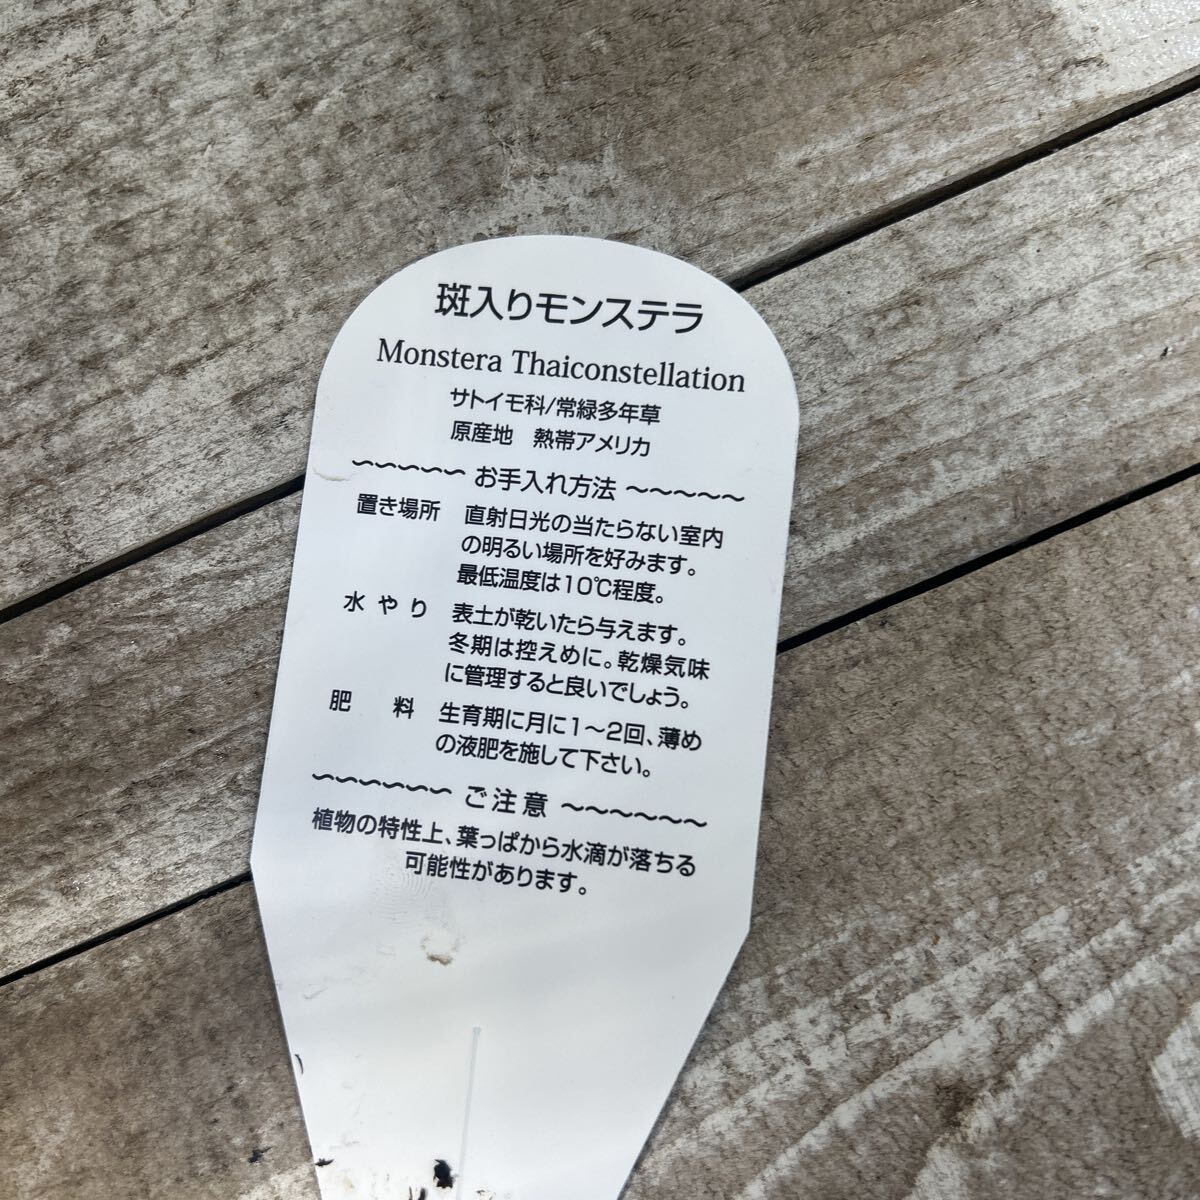 斑入りモンステラ
Monstera Thaiconstellation
サトイモ科/常緑多年草
原産地　熱帯アメリカ
〜〜〜〜〜 お手入れ方法 〜〜〜〜〜
置き場所　直射日光の当たらない室内
の明るい場所を好みます。
最低温度は10℃程度。
水やり　表土が乾いたら与えます。
冬期は控えめに。乾燥気味
に管理すると良いでしょう。
肥　料　生育期に月に1〜2回、薄め
の液肥を施して下さい。
〜〜〜〜〜〜 ご注意 〜〜〜〜〜〜
植物の特性上、葉っぱから水滴が落ちる
可能性があります。